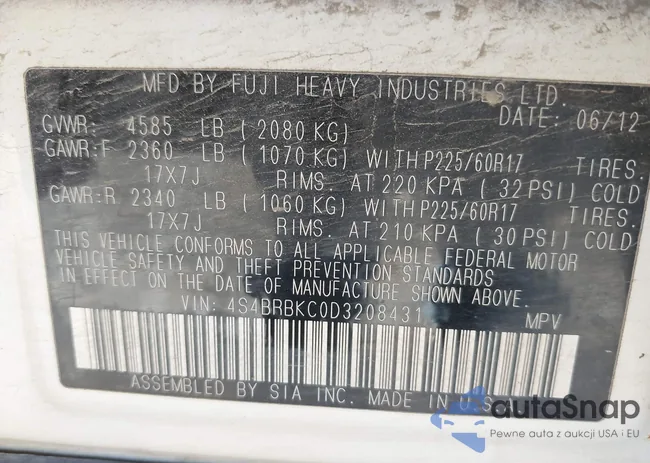 MFD BY FUJI HEAVY INDUSTRIES LTD.
DATE: 06/12
GVWR: 4585 LB (2080 KG)
GAWR:F 2360 LB (1070 KG) WITH P225/60R17 TIRES.
17X7J RIMS. AT 220 KPA (32 PSI) COLD
GAWR:R 2340 LB (1060 KG) WITH P225/60R17 TIRES.
17X7J RIMS. AT 210 KPA (30 PSI) COLD
THIS VEHICLE CONFORMS TO ALL APPLICABLE FEDERAL MOTOR
VEHICLE SAFETY AND THEFT PREVENTION STANDARDS
IN EFFECT ON THE DATE OF MANUFACTURE SHOWN ABOVE.
VIN: 4S4BRBKC0D3208431 MPV
ASSEMBLED BY SIA INC. MADE IN U.S.
autaSnap
Pewne auta z aukcji USA i EU